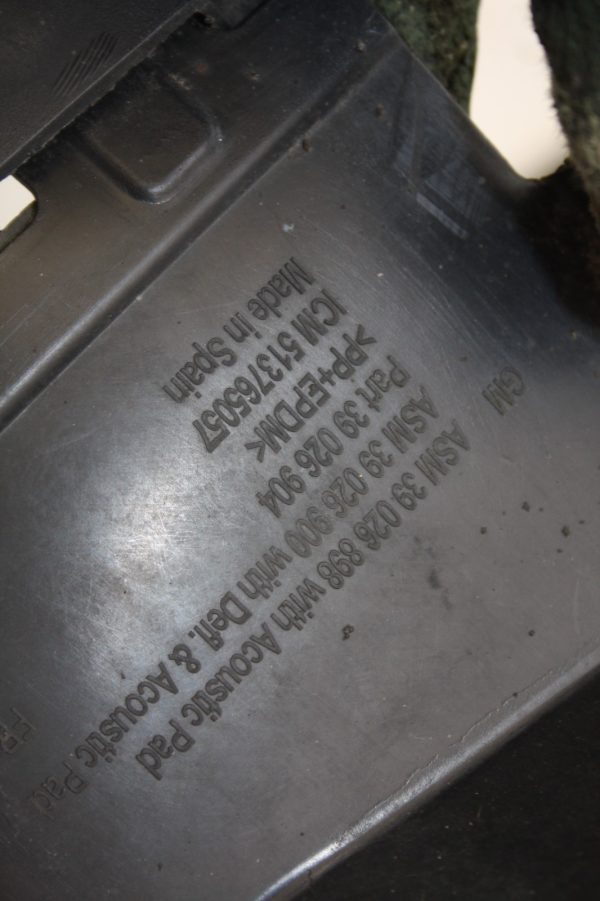 GM
ASM 39 026 898 with Acoustic Pad
ASM 39 026 900 with Defl. & Acoustic Pad
Part 39 026 904
>PP+EPDM<
ICM 513765057
Made in Spain